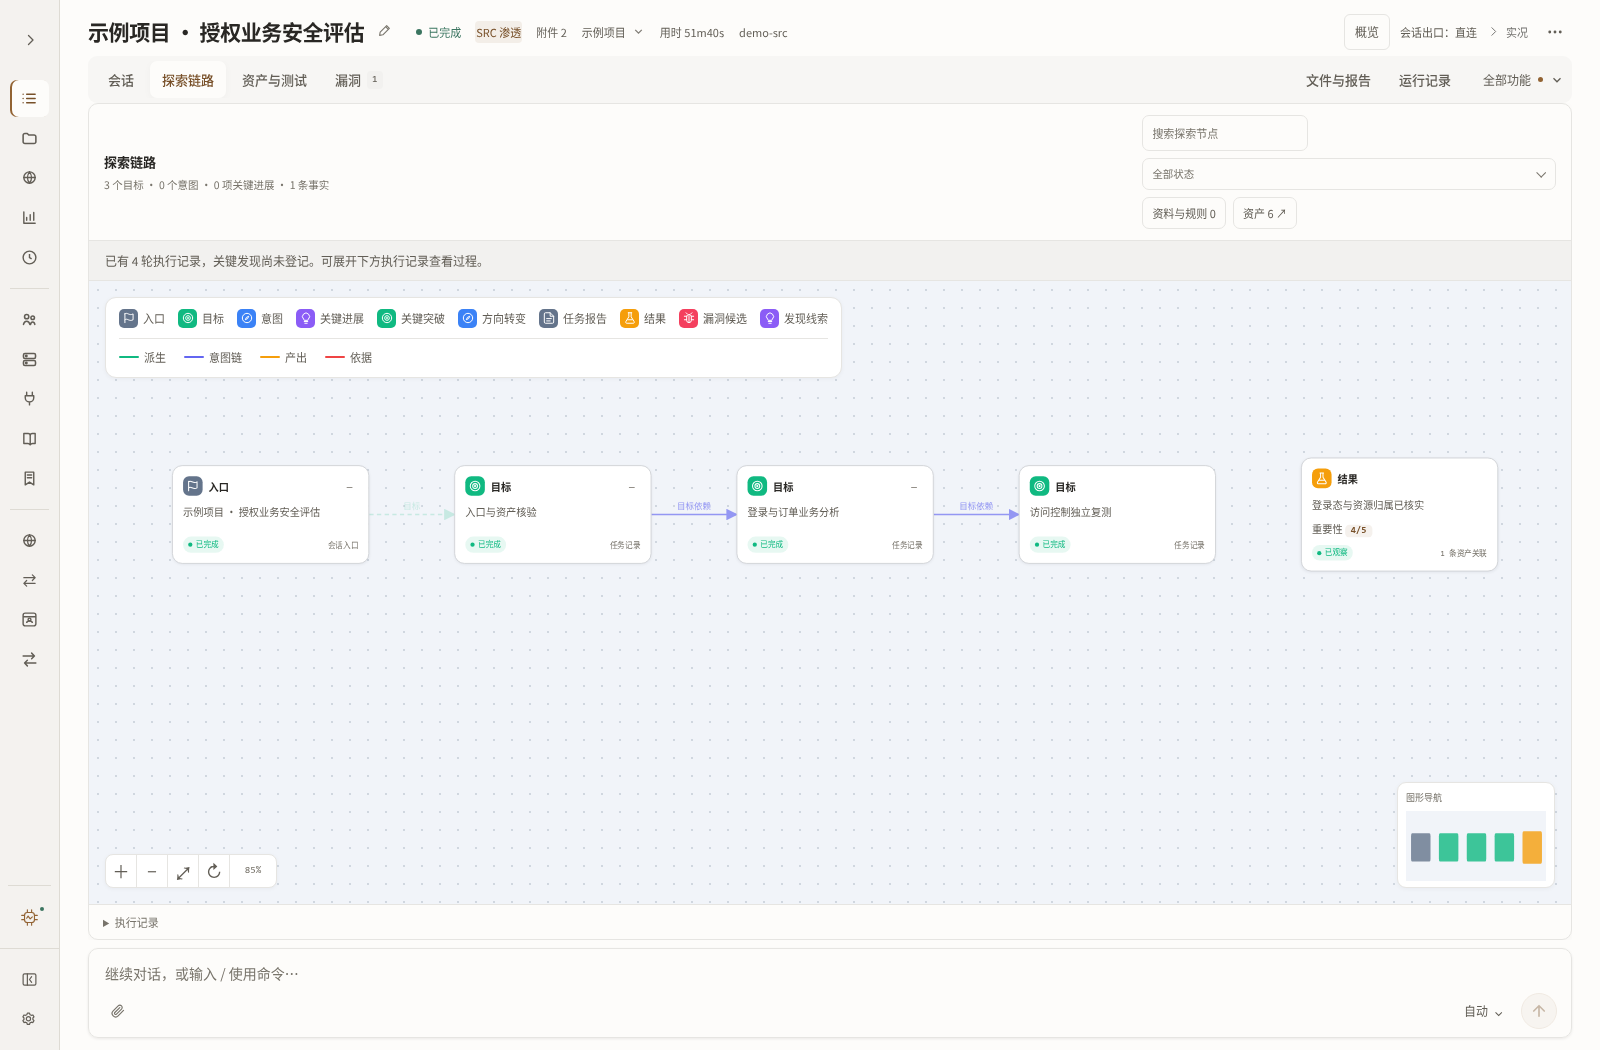 示例项目 • 授权业务安全评估
已完成 SRC 渗透 附件 2 示例项目 用时 51m40s demo-src
概览 会话出口：直连 实况
会话 探索链路 资产与测试 漏洞 1
文件与报告 运行记录 全部功能
探索链路
3 个目标 • 0 个意图 • 0 项关键进展 • 1 条事实
搜索探索节点
全部状态
资料与规则 0 资产 6 ↗
已有 4 轮执行记录，关键发现尚未登记。可展开下方执行记录查看过程。
入口 目标 意图 关键进展 关键突破 方向转变 任务报告 结果 漏洞候选 发现线索
派生 意图链 产出 依据
入口
示例项目 • 授权业务安全评估
已完成 会话入口
目标
目标
入口与资产核验
已完成 任务记录
目标依赖
目标
登录与订单业务分析
已完成 任务记录
目标依赖
目标
访问控制独立复测
已完成 任务记录
结果
登录态与资源归属已核实
重要性 4/5
已观察 1 条资产关联
图形导航
85%
执行记录
继续对话，或输入 / 使用命令…
自动